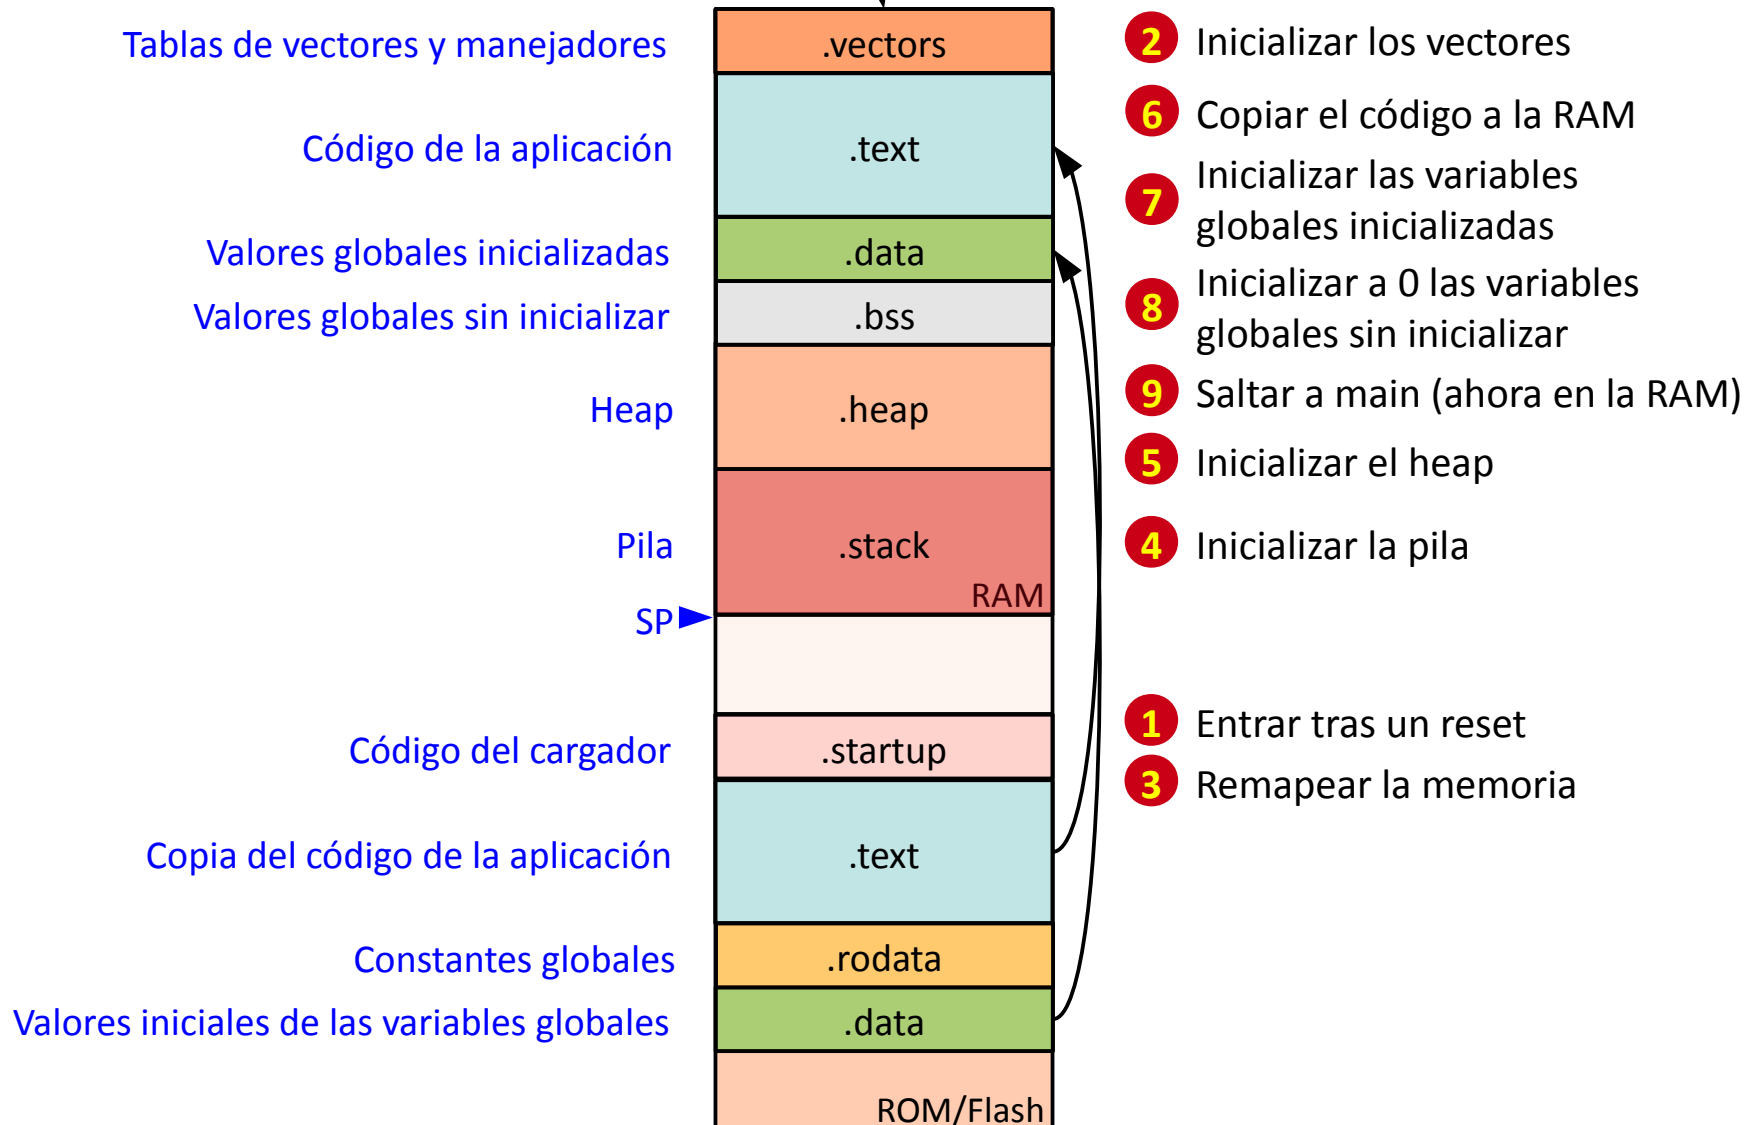 Tablas de vectores y manejadores
.vectors
2 Inicializar los vectores
Código de la aplicación
.text
6 Copiar el código a la RAM
7 Inicializar las variables
globales inicializadas
Valores globales inicializadas
.data
Valores globales sin inicializar
.bss
8 Inicializar a 0 las variables
globales sin inicializar
9 Saltar a main (ahora en la RAM)
Heap
.heap
5 Inicializar el heap
Pila
.stack
4 Inicializar la pila
RAM
SP
1 Entrar tras un reset
Código del cargador
.startup
3 Remapear la memoria
Copia del código de la aplicación
.text
Constantes globales
.rodata
Valores iniciales de las variables globales
.data
ROM/Flash